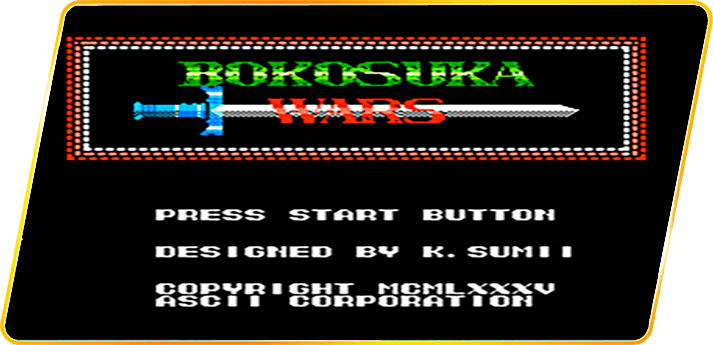 BOKOSUKA
WARS
PRESS START BUTTON
DESIGNED BY K.SUMII
COPYRIGHT MCMLXXXV
ASCII CORPORATION